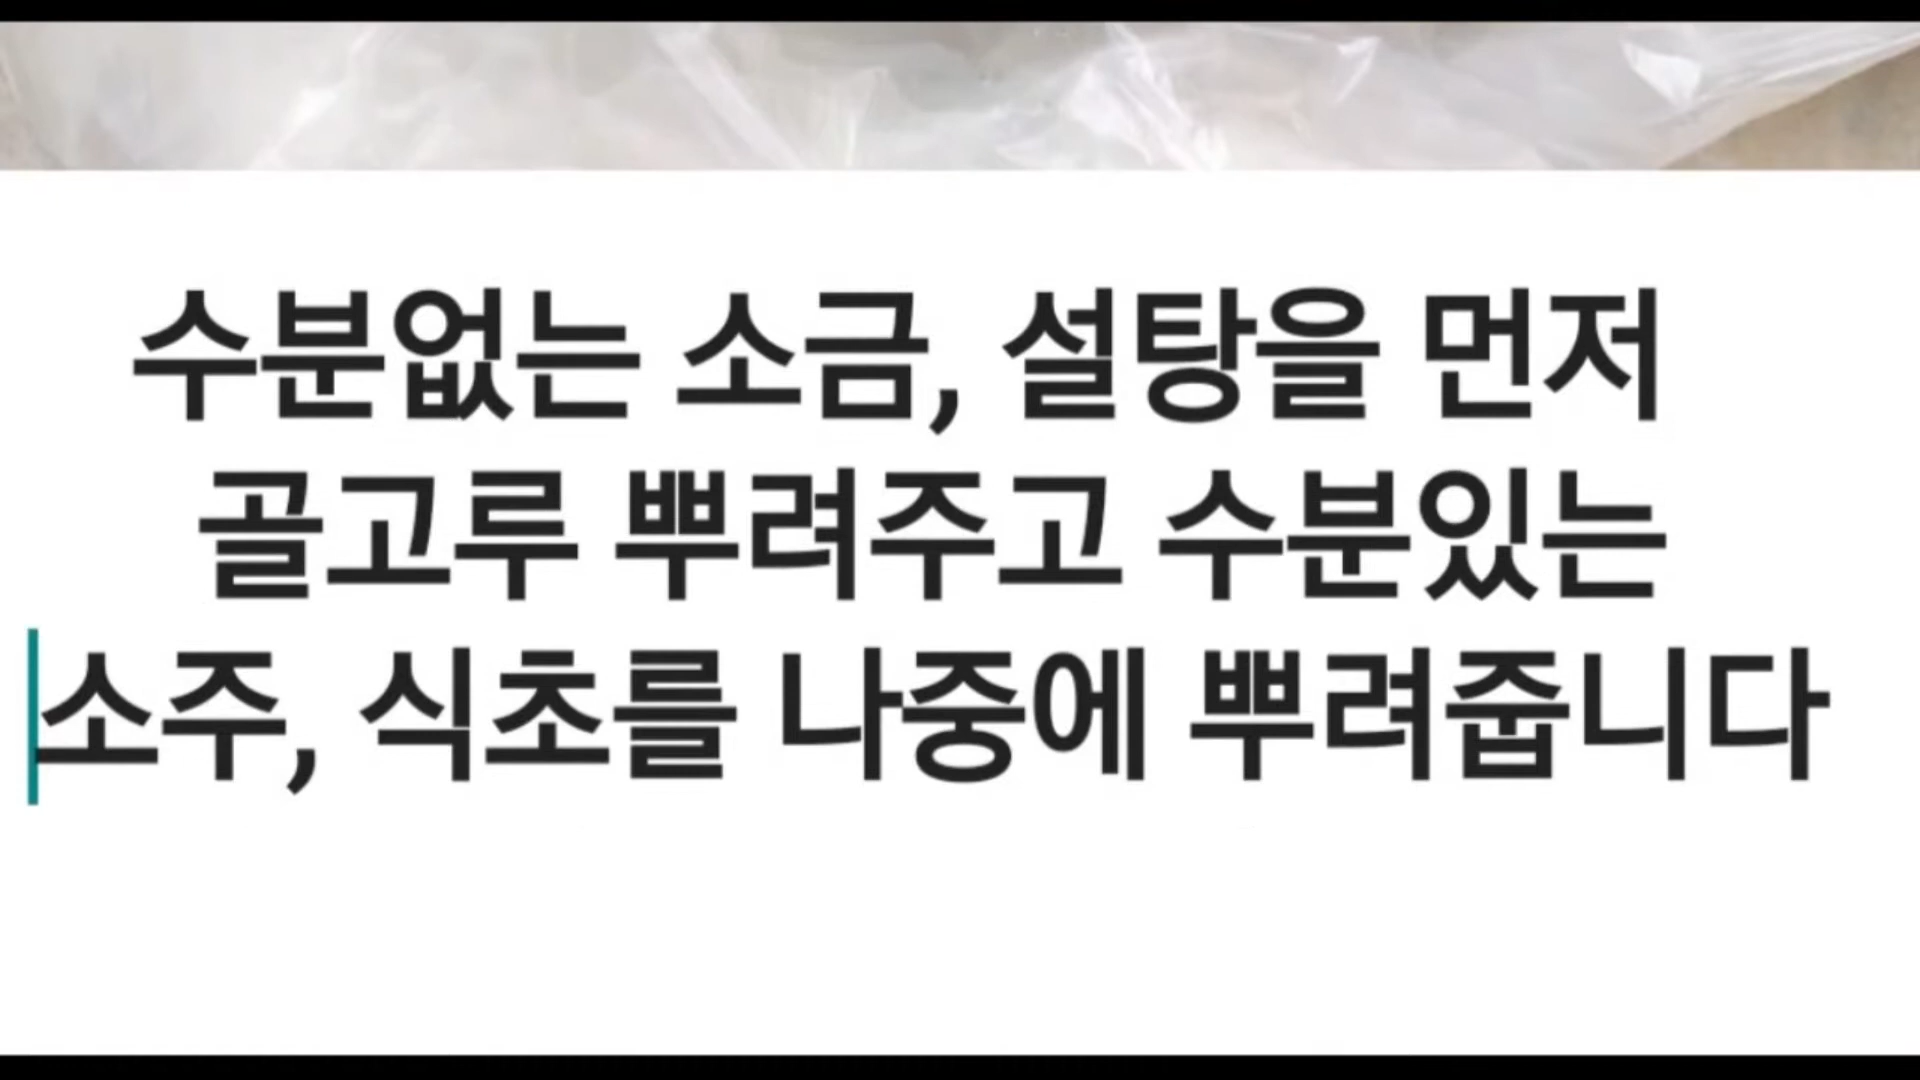 수분없는 소금, 설탕을 먼저
골고루 뿌려주고 수분있는
소주, 식초를 나중에 뿌려줍니다